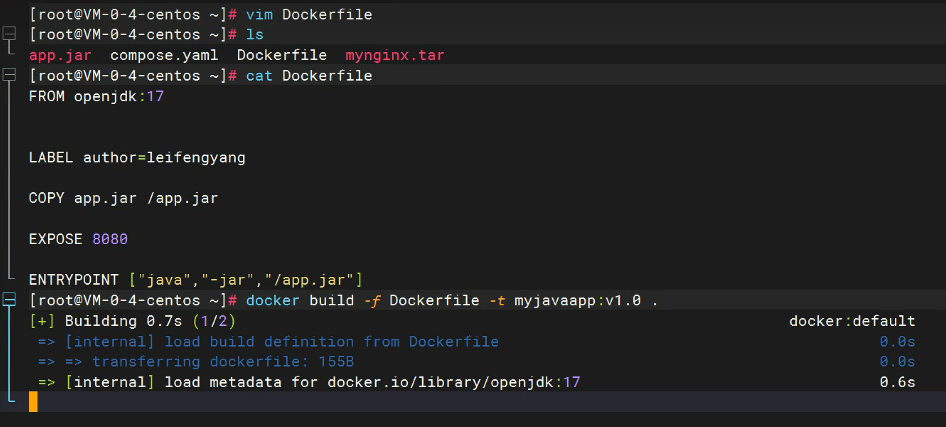 [root@VM-0-4-centos ~]# vim Dockerfile
[root@VM-0-4-centos ~]# ls
app.jar  compose.yaml  Dockerfile  mynginx.tar
[root@VM-0-4-centos ~]# cat Dockerfile
FROM openjdk:17
LABEL author=leifengyang
COPY app.jar /app.jar
EXPOSE 8080
ENTRYPOINT ["java","-jar","/app.jar"]
[root@VM-0-4-centos ~]# docker build -f Dockerfile -t myjavaapp:v1.0 .
[+] Building 0.7s (1/2) docker:default
=> [internal] load build definition from Dockerfile 0.0s
=> => transferring dockerfile: 155B 0.0s
=> [internal] load metadata for docker.io/library/openjdk:17 0.6s